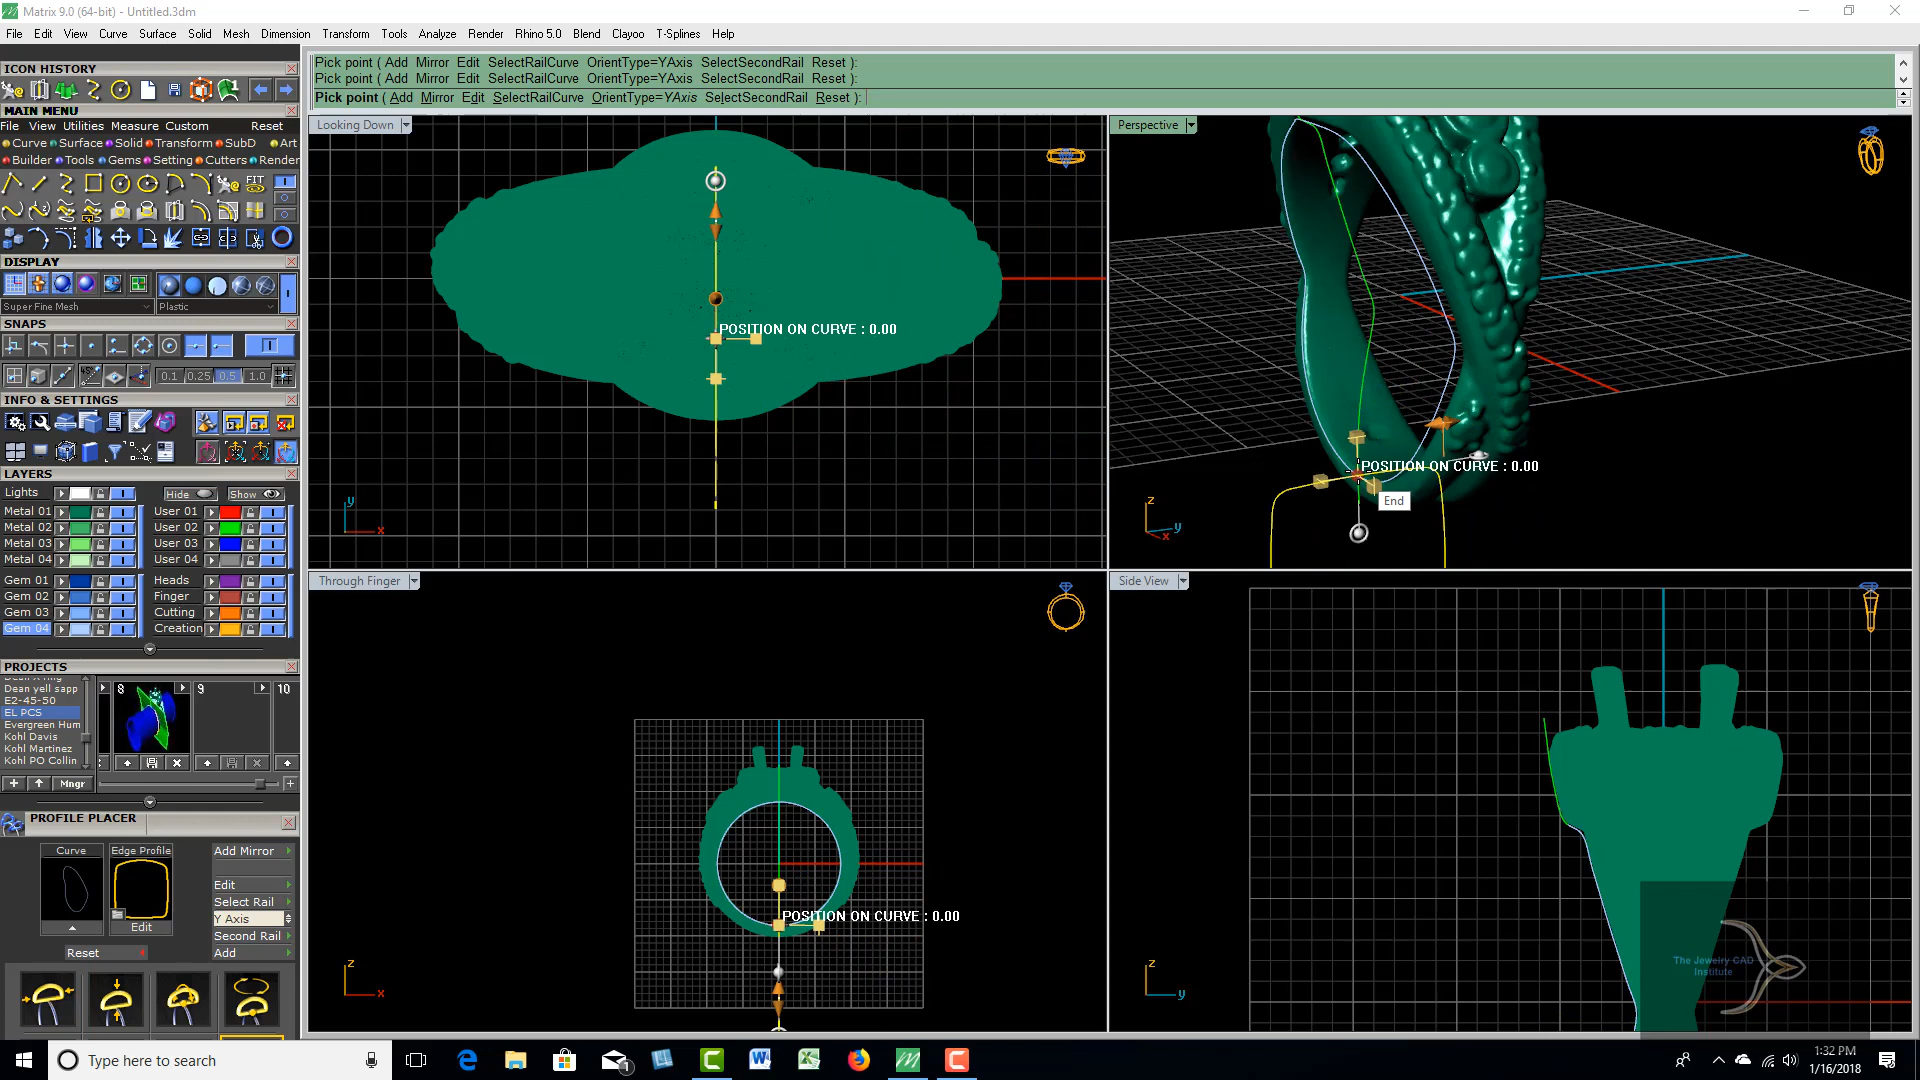 Matrix 9.0 (64-bit) - Untitled.3dm
File Edit View Curve Surface Solid Mesh Dimension Transform Tools Analyze Render Rhino 5.0 Blend Clayoo T-Splines Help
ICON HISTORY
Pick point ( Add Mirror Edit SelectRailCurve OrientType=YAxis SelectSecondRail Reset ):
Pick point ( Add Mirror Edit SelectRailCurve OrientType=YAxis SelectSecondRail Reset ):
Pick point ( Add Mirror Edit SelectRailCurve OrientType=YAxis SelectSecondRail Reset ):
MAIN MENU
File View Utilities Measure Custom Reset
Curve Surface Solid Transform SubD Art
Builder Tools Gems Setting Cutters Render
FIT
DISPLAY
Super Fine Mesh Plastic
SNAPS
0.1 0.25 0.5 1.0
INFO & SETTINGS
LAYERS
Lights Hide Show
Metal 01 User 01
Metal 02 User 02
Metal 03 User 03
Metal 04 User 04
Gem 01 Heads
Gem 02 Finger
Gem 03 Cutting
Gem 04 Creation
PROJECTS
Dean yell sapp
E2-45-50
EL PCS
Evergreen Hum
Kohl Davis
Kohl Martinez
Kohl PO Collin
8 9 10
Mngr
PROFILE PLACER
Curve Edge Profile Add Mirror
Edit
Select Rail
Y Axis
Edit Second Rail
Reset Add
Looking Down
POSITION ON CURVE : 0.00
y
x
Perspective
POSITION ON CURVE : 0.00
End
z
y
x
Through Finger
POSITION ON CURVE : 0.00
z
x
Side View
z
y
The Jewelry CAD
Institute
Type here to search
1
1:32 PM
1/16/2018